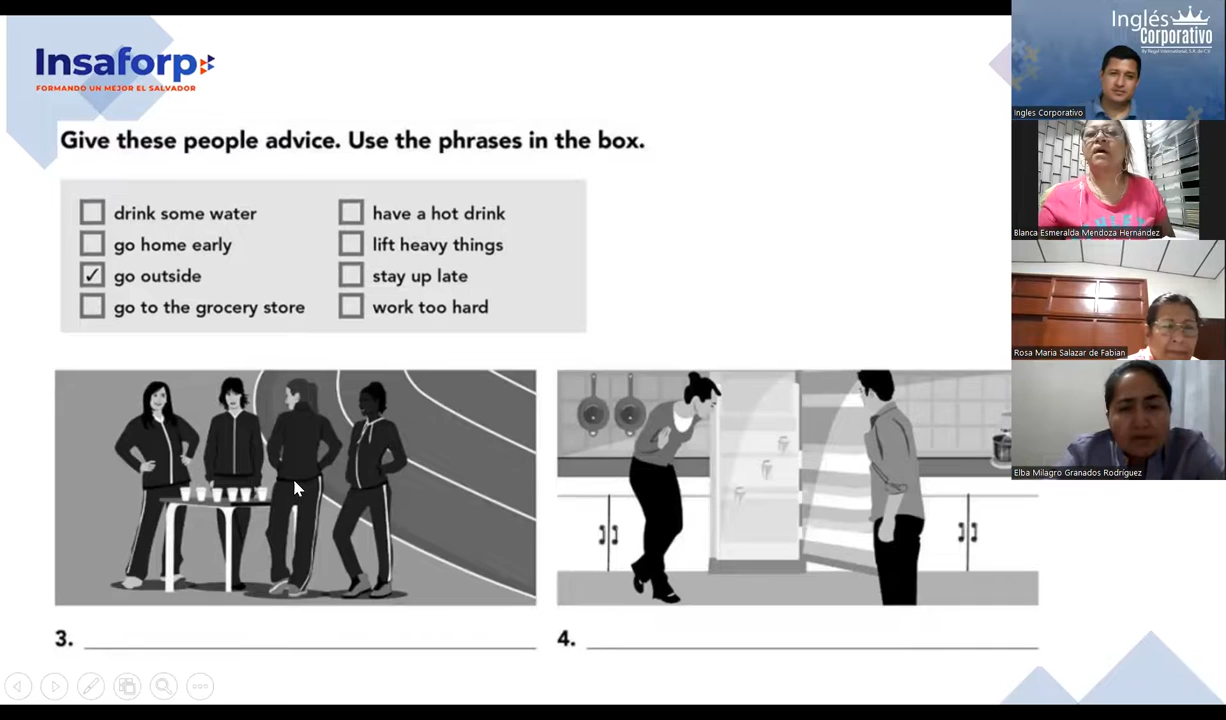 Insaforp
FORMANDO UN MEJOR EL SALVADOR
Give these people advice. Use the phrases in the box.
drink some water
go home early
✓ go outside
go to the grocery store
have a hot drink
lift heavy things
stay up late
work too hard
3.
4.
Inglés
Corporativo
Ingles Corporativo
Blanca Esmeralda Mendoza Hernández
Rosa Maria Salazar de Fabian
Elba Milagro Granados Rodríguez